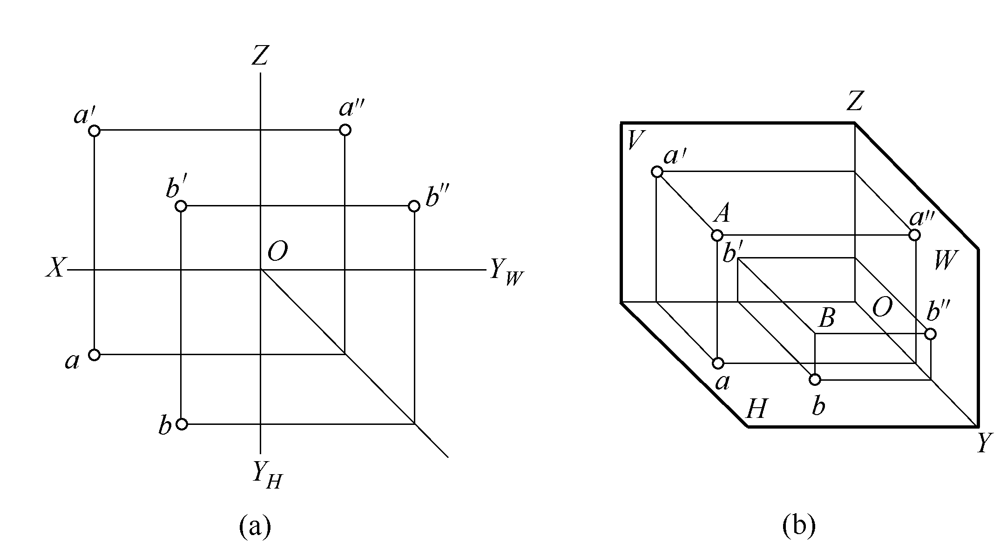 Z
a′ a″
b′ b″
O
X Y_W
a
b
Y_H
(a)
Z
V
a′
A a″
b′ W
O
B b″
a
H b
Y
(b)